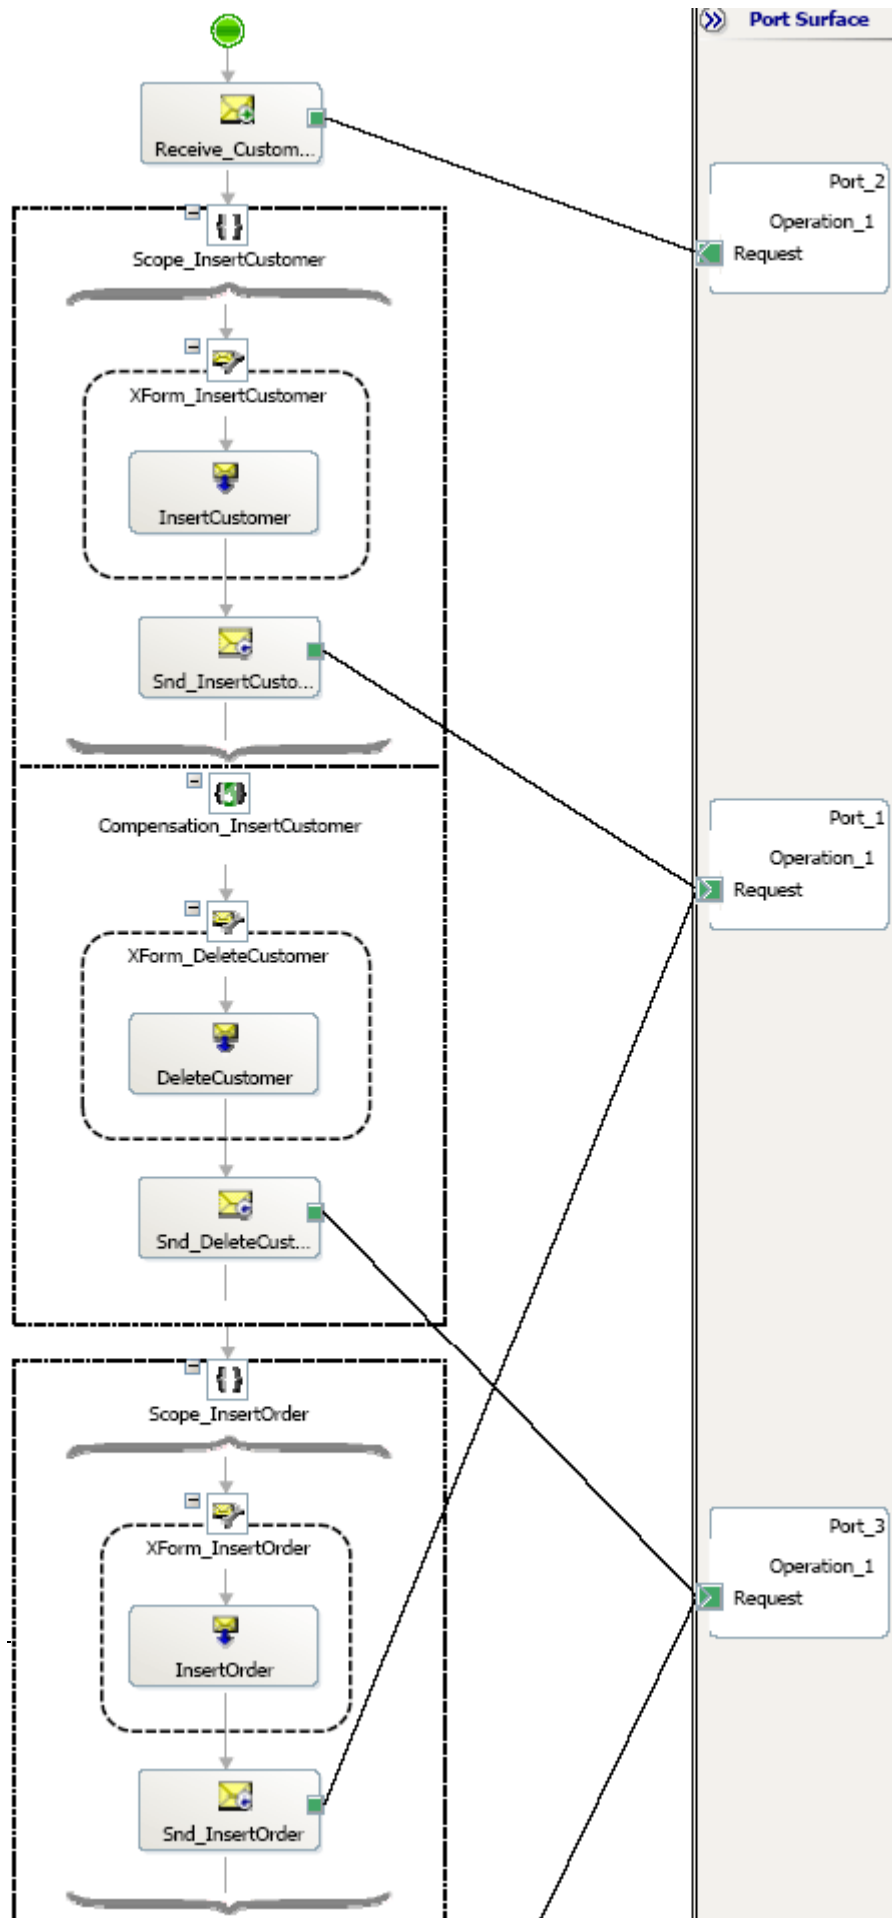 Port Surface
Receive_Custom...
Port_2
Operation_1
Request
Scope_InsertCustomer
XForm_InsertCustomer
InsertCustomer
Snd_InsertCusto...
Port_1
Operation_1
Request
Compensation_InsertCustomer
XForm_DeleteCustomer
DeleteCustomer
Snd_DeleteCust...
Scope_InsertOrder
XForm_InsertOrder
Port_3
Operation_1
Request
InsertOrder
Snd_InsertOrder